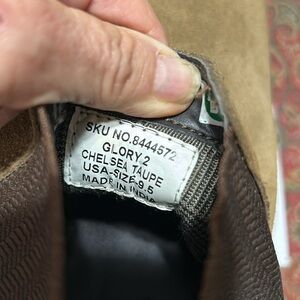 SKU NO.8444572
GLORY 2
CHELSEA TAUPE
USA-SIZE-9.5
MADE IN INDIA